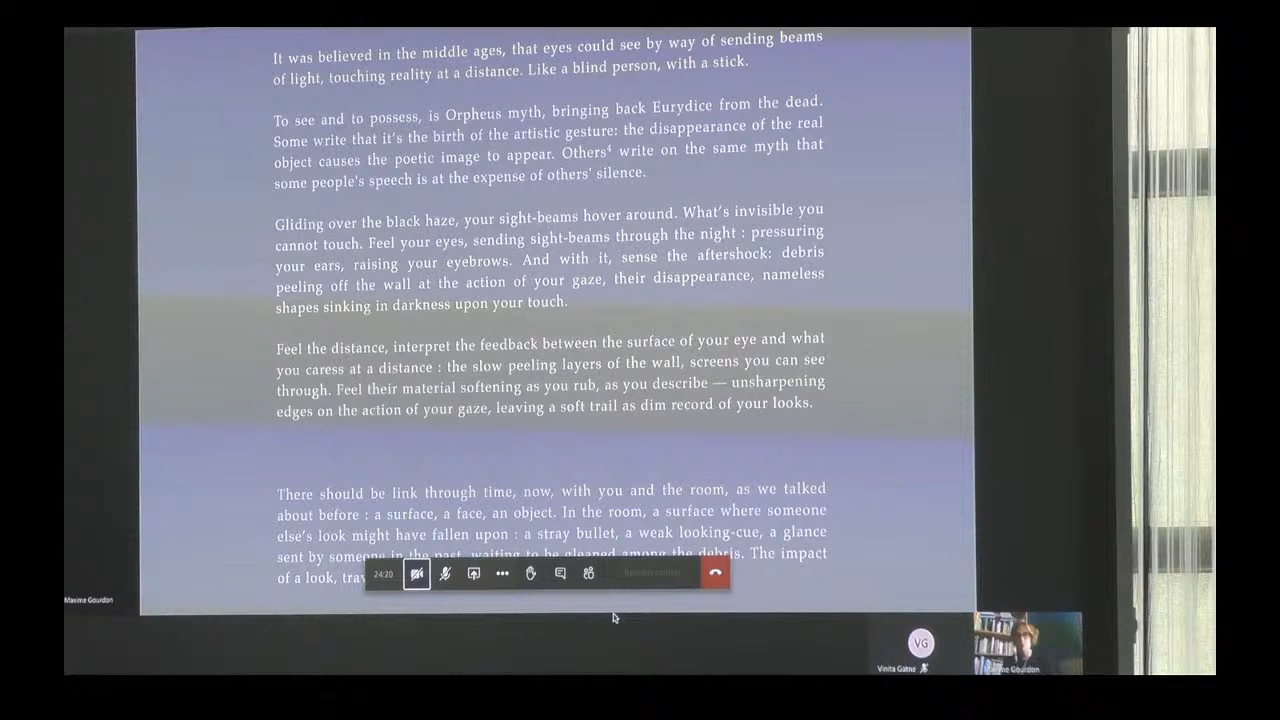 It was believed in the middle ages, that eyes could see by way of sending beams
of light, touching reality at a distance. Like a blind person, with a stick.
To see and to possess, is Orpheus myth, bringing back Eurydice from the dead.
Some write that it's the birth of the artistic gesture: the disappearance of the real
object causes the poetic image to appear. Others⁴ write on the same myth that
some people's speech is at the expense of others' silence.
Gliding over the black haze, your sight-beams hover around. What's invisible you
cannot touch. Feel your eyes, sending sight-beams through the night : pressuring
your ears, raising your eyebrows. And with it, sense the aftershock: debris
peeling off the wall at the action of your gaze, their disappearance, nameless
shapes sinking in darkness upon your touch.
Feel the distance, interpret the feedback between the surface of your eye and what
you caress at a distance : the slow peeling layers of the wall, screens you can see
through. Feel their material softening as you rub, as you describe — unsharpening
edges on the action of your gaze, leaving a soft trail as dim record of your looks.
There should be link through time, now, with you and the room, as we talked
about before : a surface, a face, an object. In the room, a surface where someone
else's look might have fallen upon : a stray bullet, a weak looking-cue, a glance
sent by someone in the past, waiting to be gleaned among the debris. The impact
of a look,
24:20
Request control
Maxime Gourdon
VG
Vinita Gatne
Gourdon